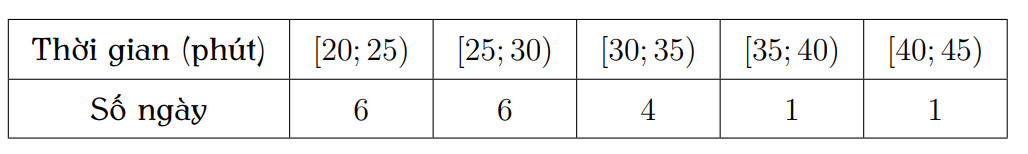 Thời gian (phút) [20; 25) [25; 30) [30; 35) [35; 40) [40; 45)
Số ngày 6 6 4 1 1